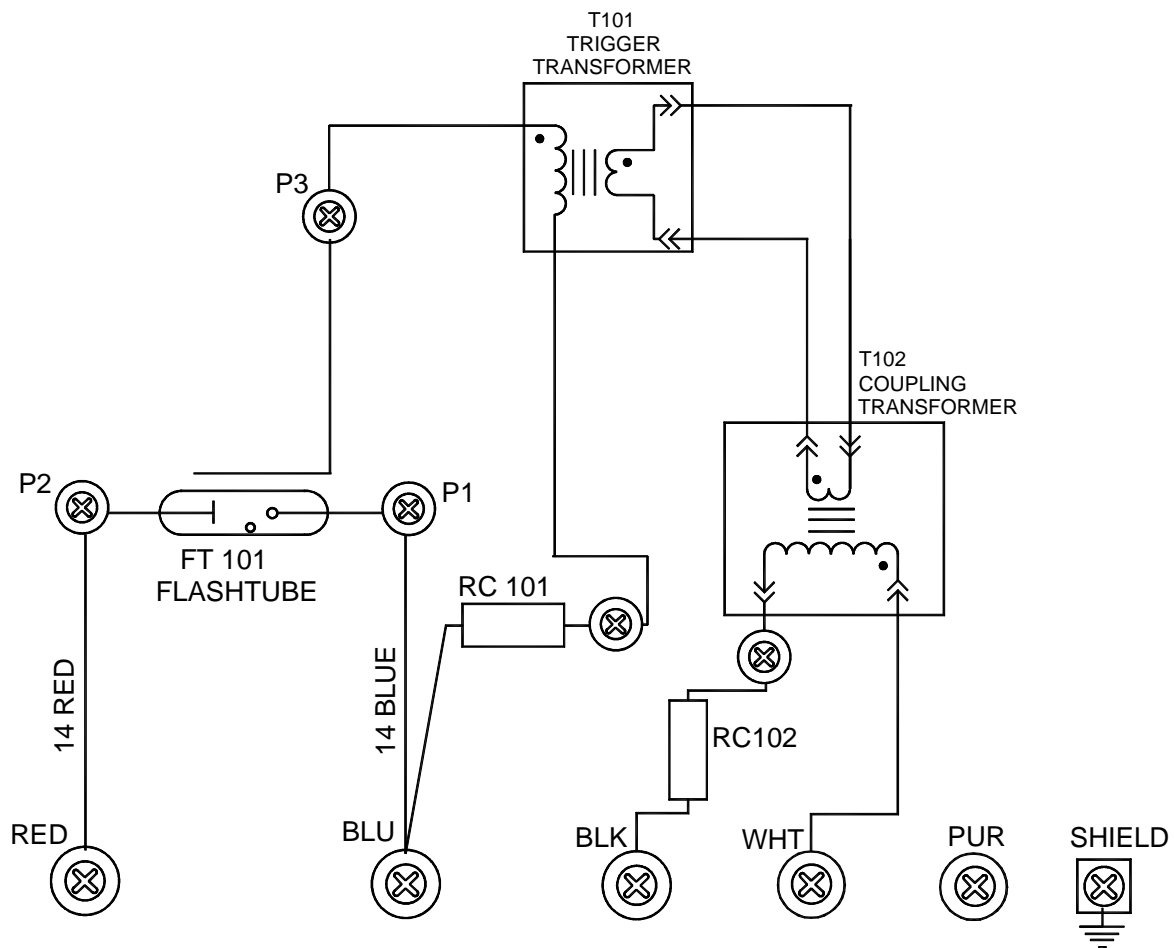 T101
TRIGGER
TRANSFORMER
P3
T102
COUPLING
TRANSFORMER
P2
P1
FT 101
FLASHTUBE
RC 101
14 RED
14 BLUE
RC102
RED
BLU
BLK
WHT
PUR
SHIELD